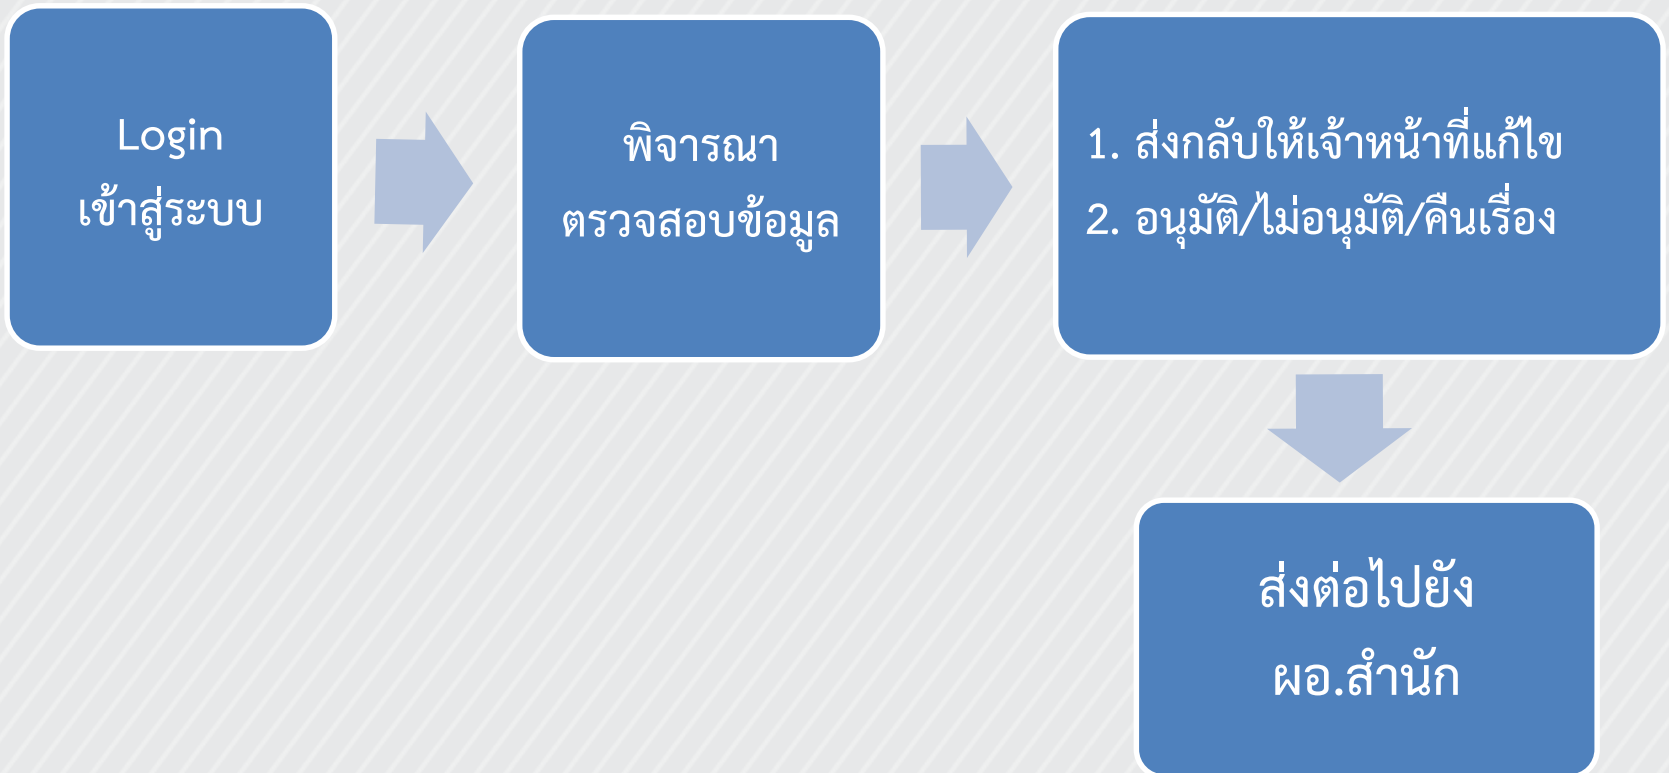 Login
เข้าสู่ระบบ
พิจารณา
ตรวจสอบข้อมูล
1. ส่งกลับให้เจ้าหน้าที่แก้ไข
2. อนุมัติ/ไม่อนุมัติ/คืนเรื่อง
ส่งต่อไปยัง
ผอ.สำนัก